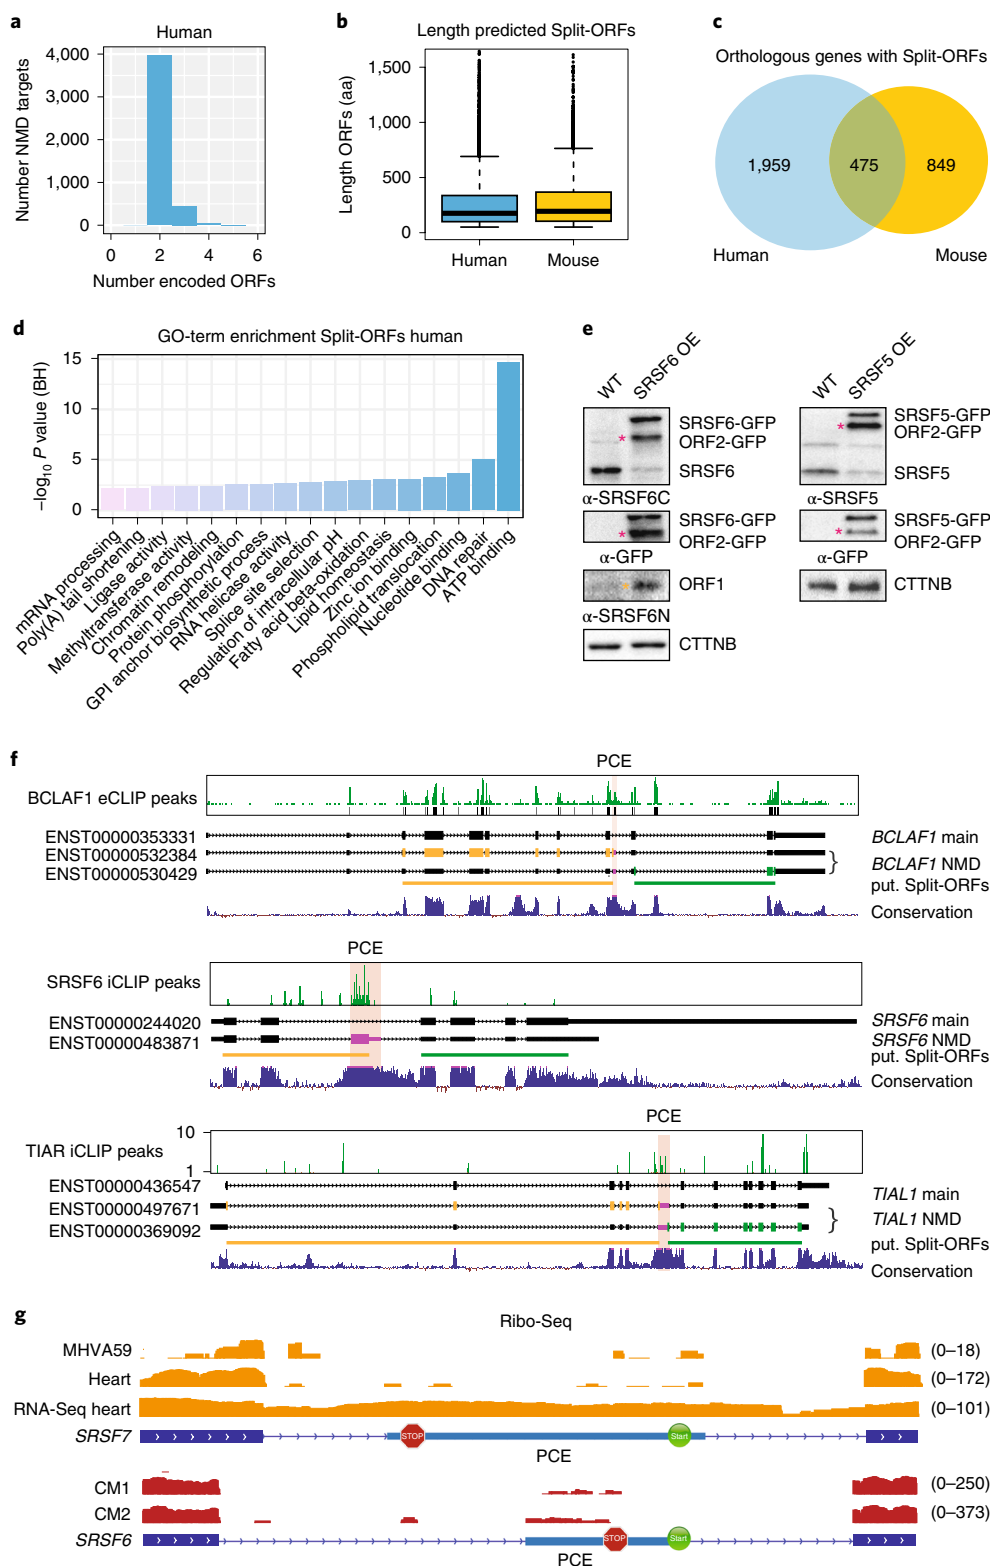 a
Human
Number NMD targets
4,000
3,000
2,000
1,000
0
0 2 4 6
Number encoded ORFs
b
Length predicted Split-ORFs
Length ORFs (aa)
1,500
1,000
500
0
Human Mouse
c
Orthologous genes with Split-ORFs
1,959 475 849
Human Mouse
d
GO-term enrichment Split-ORFs human
–log10 P value (BH)
15
10
5
0
mRNA processing
Poly(A) tail shortening
Ligase activity
Methyltransferase activity
Chromatin remodeling
Protein phosphorylation
GPI anchor biosynthetic process
RNA helicase activity
Splice site selection
Regulation of intracellular pH
Fatty acid beta-oxidation
Lipid homeostasis
Zinc ion binding
Phospholipid translocation
Nucleotide binding
DNA repair
ATP binding
e
WT SRSF6 OE
SRSF6-GFP
* ORF2-GFP
SRSF6
α-SRSF6C
SRSF6-GFP
* ORF2-GFP
α-GFP
* ORF1
α-SRSF6N
CTTNB
WT SRSF5 OE
SRSF5-GFP
* ORF2-GFP
SRSF5
α-SRSF5
SRSF5-GFP
* ORF2-GFP
α-GFP
CTTNB
f
PCE
BCLAF1 eCLIP peaks
ENST00000353331 BCLAF1 main
ENST00000532384
ENST00000530429
} BCLAF1 NMD
put. Split-ORFs
Conservation
PCE
SRSF6 iCLIP peaks
ENST00000244020 SRSF6 main
ENST00000483871 SRSF6 NMD
put. Split-ORFs
Conservation
PCE
10
TIAR iCLIP peaks
1
ENST00000436547 TIAL1 main
ENST00000497671
ENST00000369092
} TIAL1 NMD
put. Split-ORFs
Conservation
g
Ribo-Seq
MHVA59 (0–18)
Heart (0–172)
RNA-Seq heart (0–101)
SRSF7 STOP Start
PCE
CM1 (0–250)
CM2 (0–373)
SRSF6 STOP Start
PCE